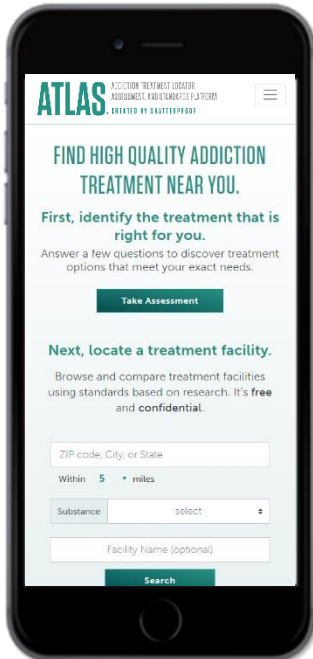 ATLAS. ADDICTION TREATMENT LOCATOR
ASSESSMENT, AND STANDARDS PLATFORM
CREATED BY SHATTERPROOF
FIND HIGH QUALITY ADDICTION
TREATMENT NEAR YOU.
First, identify the treatment that is
right for you.
Answer a few questions to discover treatment
options that meet your exact needs.
Take Assessment
Next, locate a treatment facility.
Browse and compare treatment facilities
using standards based on research. It's free
and confidential.
ZIP code, City, or State
Within 5 miles
Substance select
Facility Name (optional)
Search